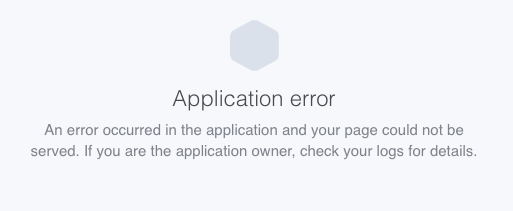 Application error
An error occurred in the application and your page could not be
served. If you are the application owner, check your logs for details.